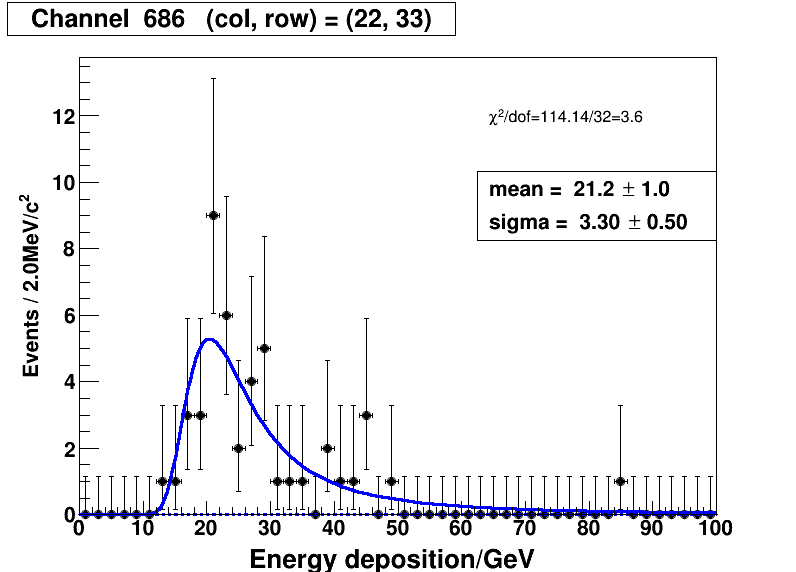 Channel 686 (col, row) = (22, 33)
χ²/dof=114.14/32=3.6
mean = 21.2 ± 1.0
sigma = 3.30 ± 0.50
Events / 2.0MeV/c²
12
10
8
6
4
2
0
0 10 20 30 40 50 60 70 80 90 100
Energy deposition/GeV